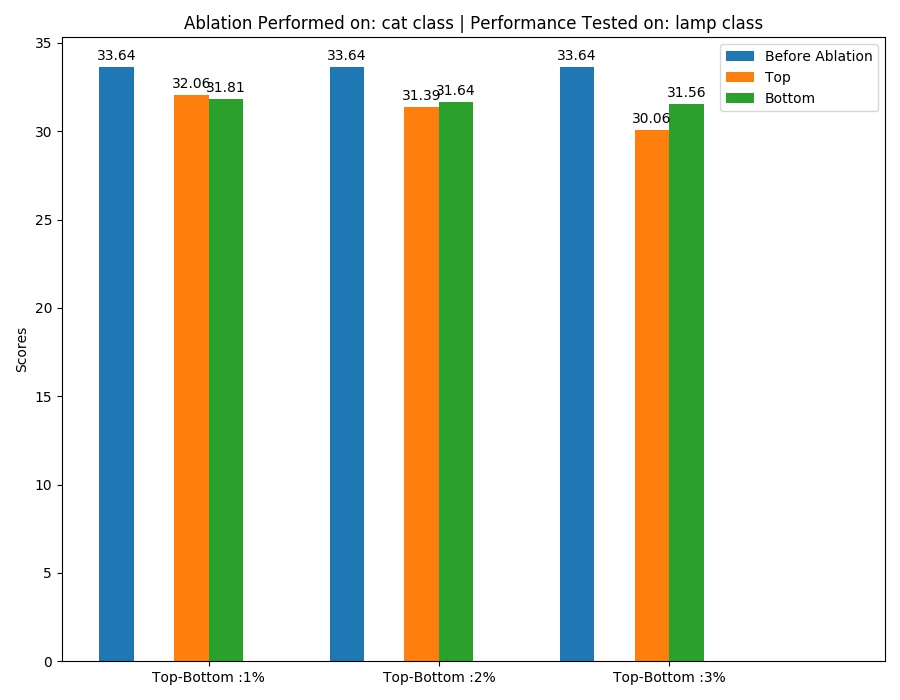 Ablation Performed on: cat class | Performance Tested on: lamp class
Before Ablation
Top
Bottom
Scores
35
30
25
20
15
10
5
0
33.64
32.06
31.81
33.64
31.39
31.64
33.64
30.06
31.56
Top-Bottom :1%
Top-Bottom :2%
Top-Bottom :3%